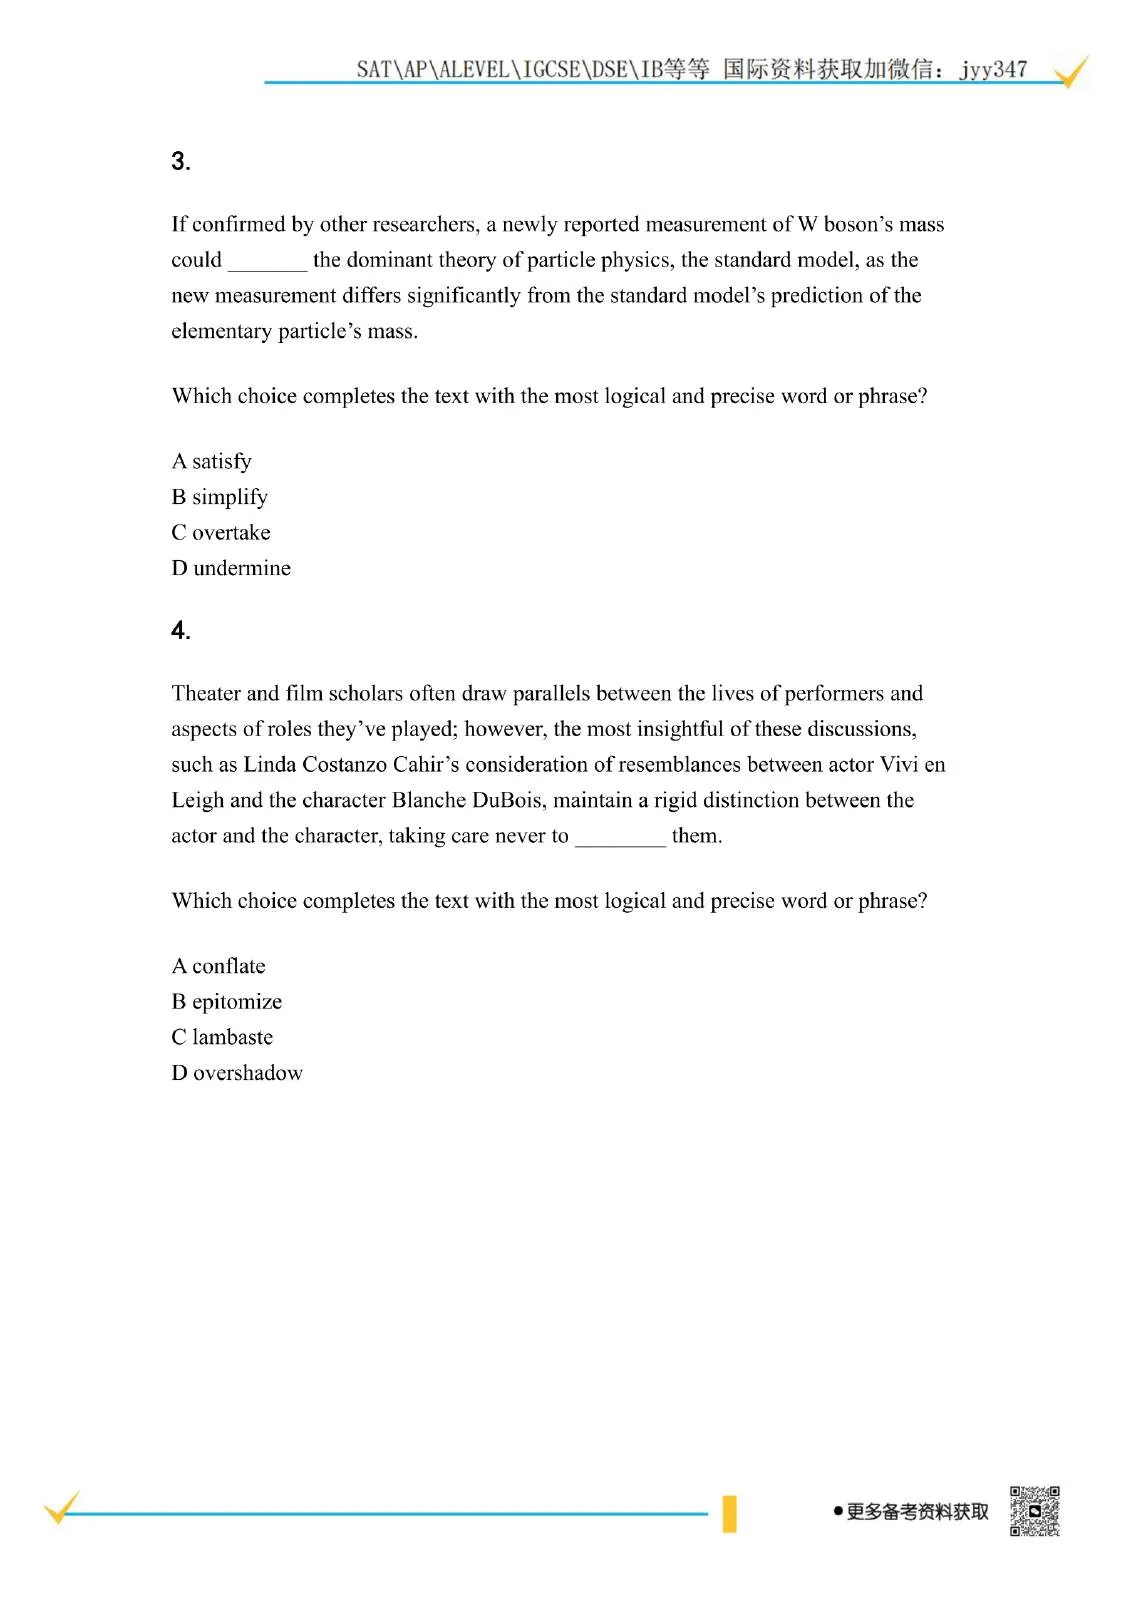 SAT\AP\ALEVEL\IGCSE\DSE\IB等等 国际资料获取加微信：jyy347
3.
If confirmed by other researchers, a newly reported measurement of W boson’s mass
could _______ the dominant theory of particle physics, the standard model, as the
new measurement differs significantly from the standard model’s prediction of the
elementary particle’s mass.
Which choice completes the text with the most logical and precise word or phrase?
A satisfy
B simplify
C overtake
D undermine
4.
Theater and film scholars often draw parallels between the lives of performers and
aspects of roles they’ve played; however, the most insightful of these discussions,
such as Linda Costanzo Cahir’s consideration of resemblances between actor Vivi en
Leigh and the character Blanche DuBois, maintain a rigid distinction between the
actor and the character, taking care never to ________ them.
Which choice completes the text with the most logical and precise word or phrase?
A conflate
B epitomize
C lambaste
D overshadow
●更多备考资料获取